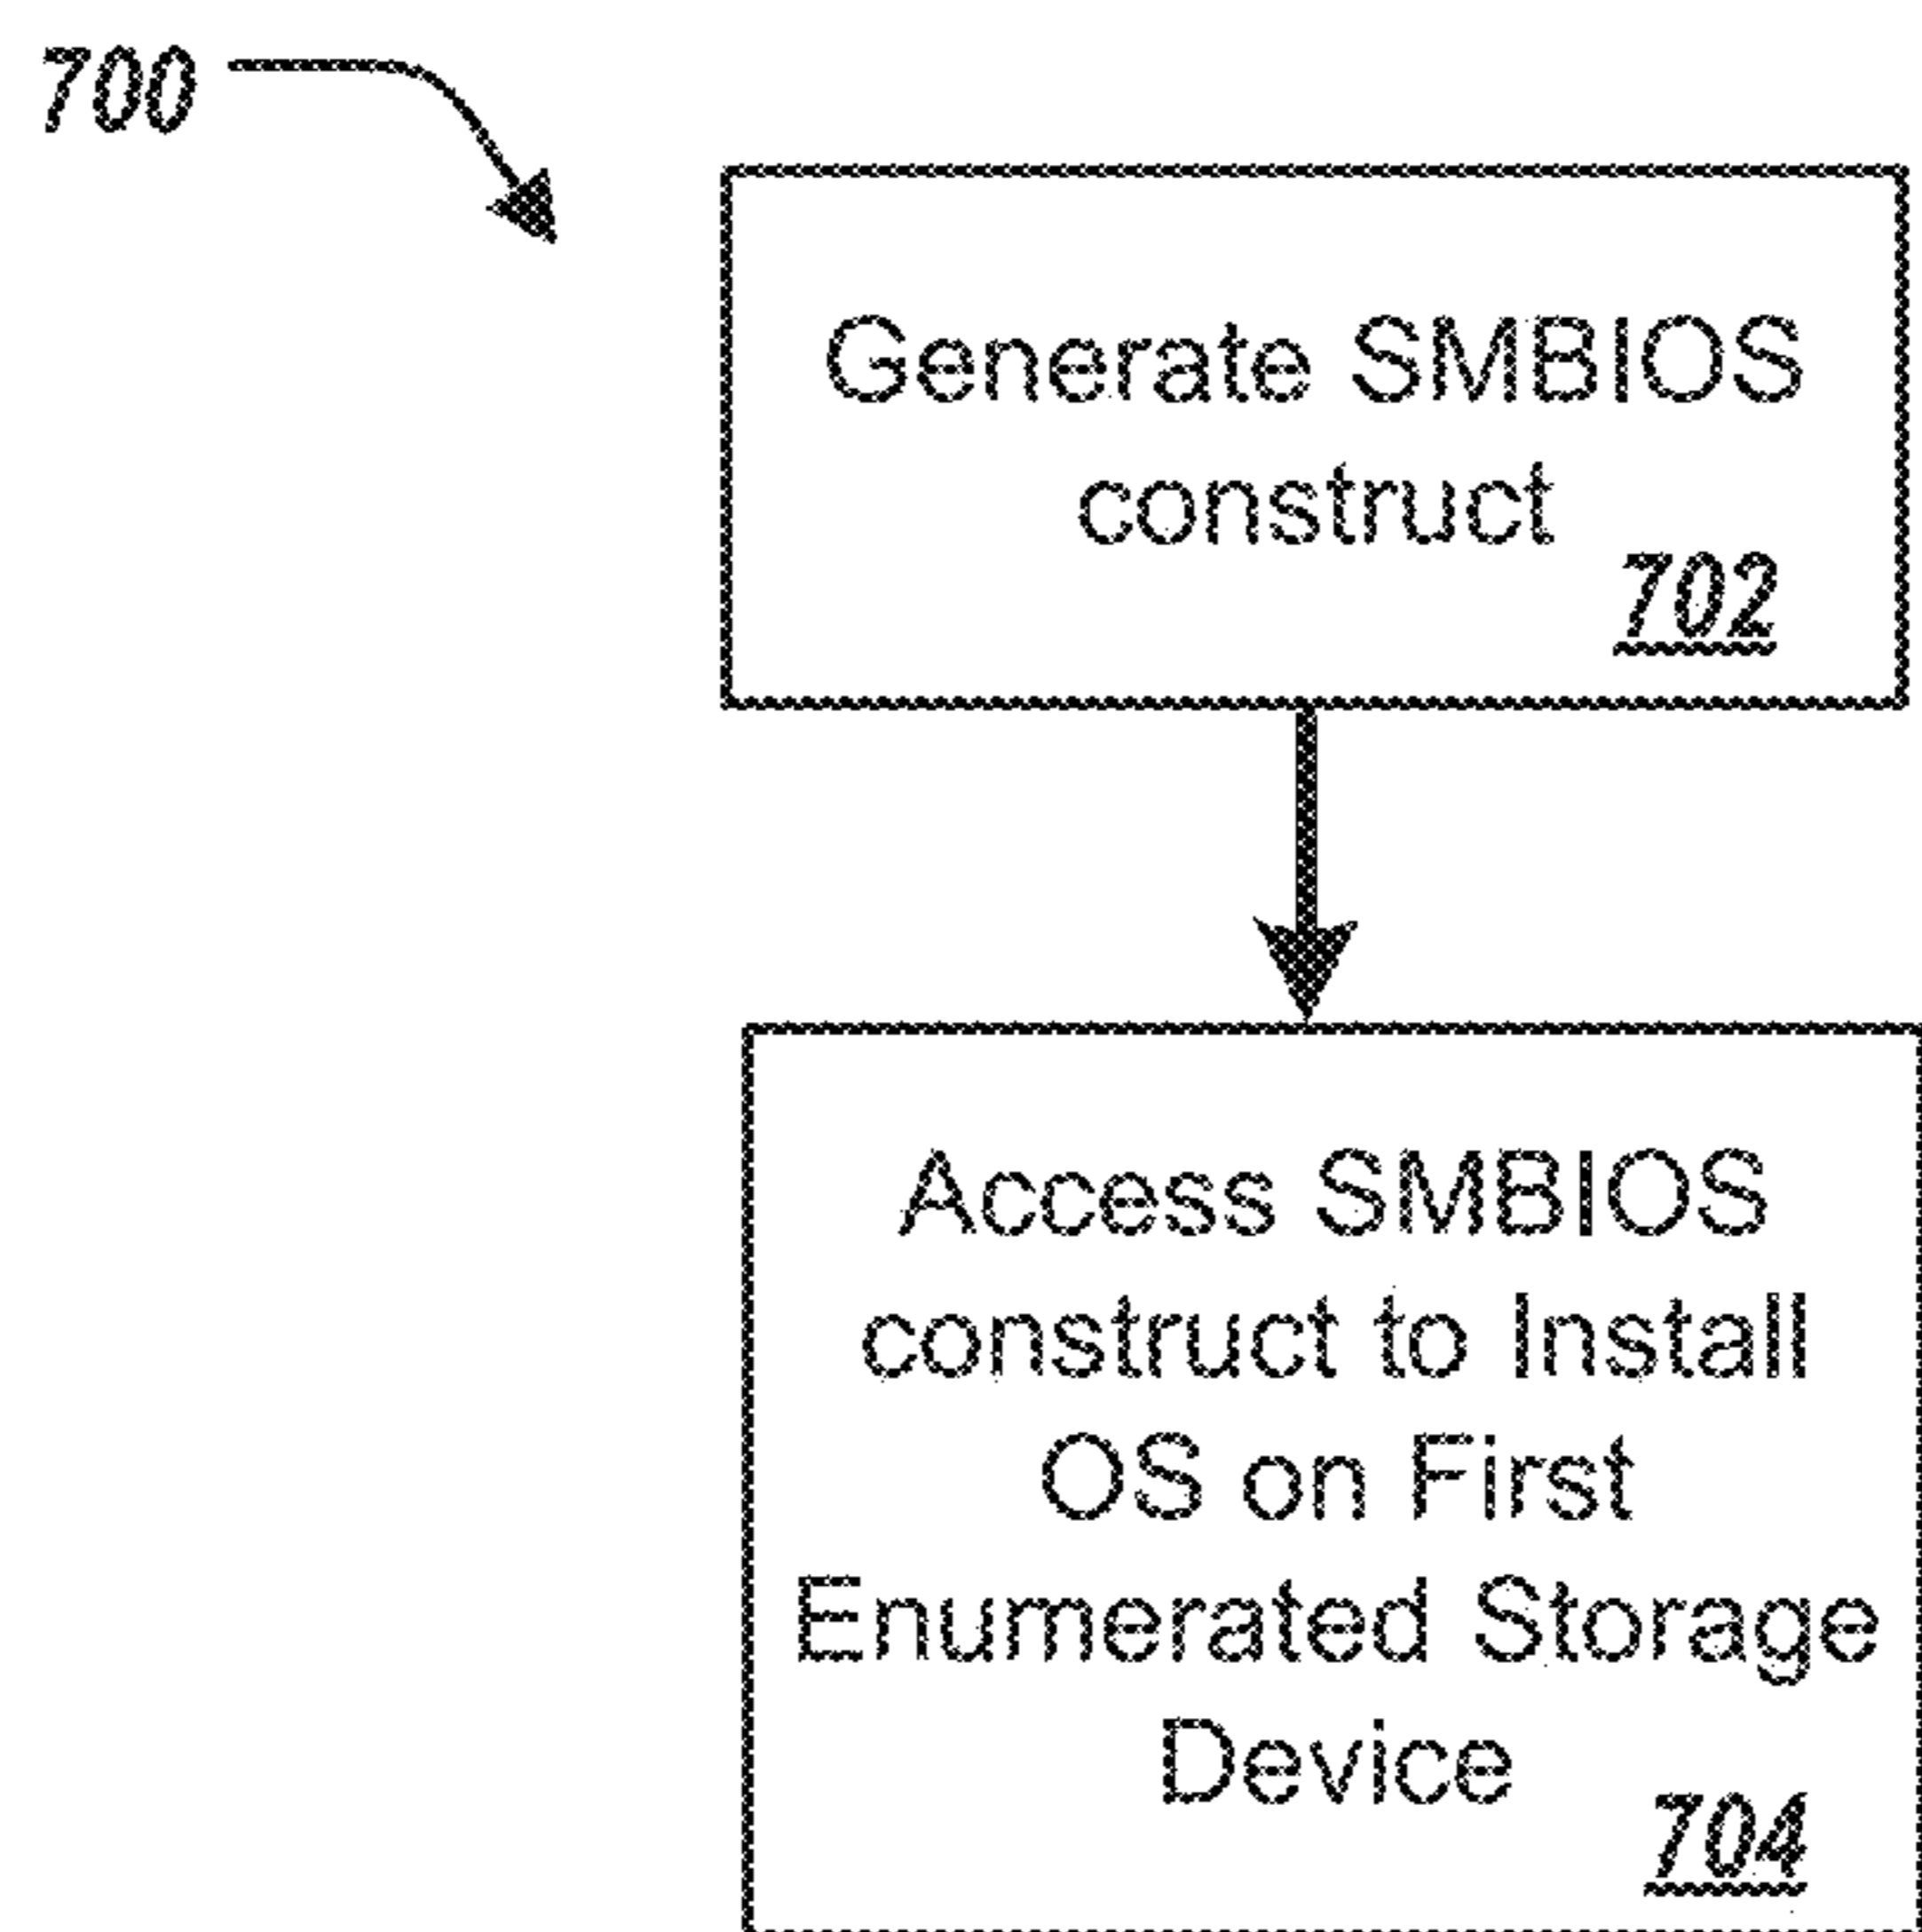 700
Generate SMBIOS
construct
702
Access SMBIOS
construct to Install
OS on First
Enumerated Storage
Device
704